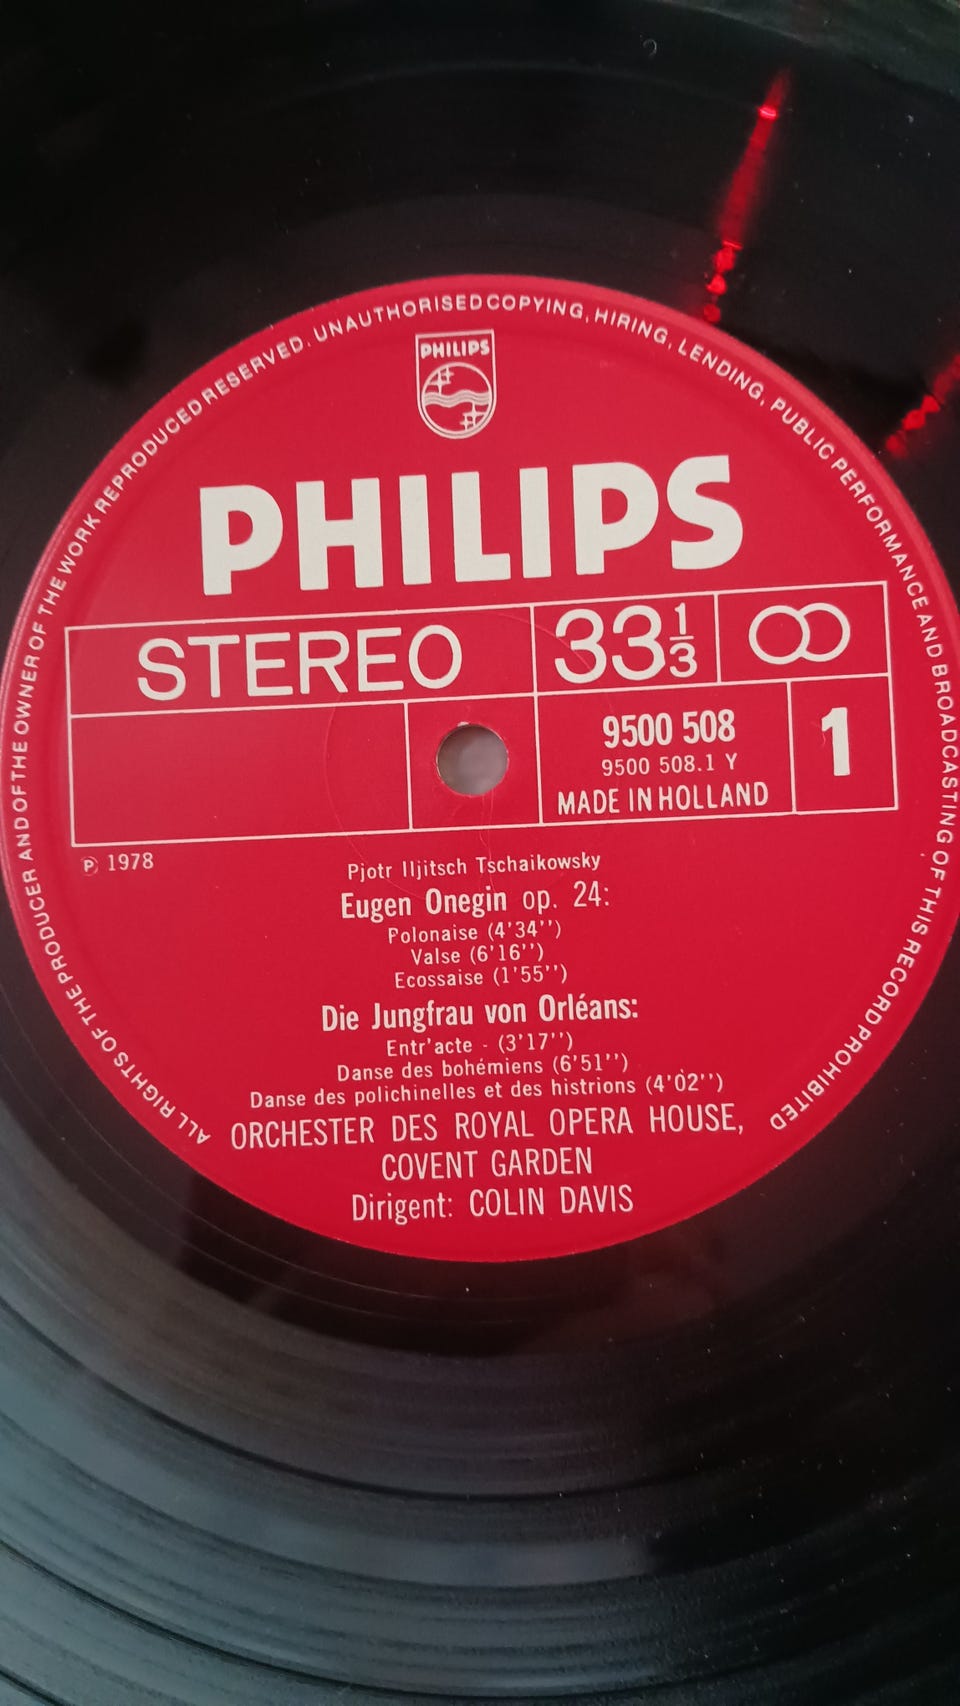 ALL RIGHTS OF THE PRODUCER AND OF THE OWNER OF THE WORK REPRODUCED RESERVED. UNAUTHORISED COPYING, HIRING, LENDING, PUBLIC PERFORMANCE AND BROADCASTING OF THIS RECORD PROHIBITED
PHILIPS
PHILIPS
STEREO 33 1/3
9500 508
9500 508.1 Y
MADE IN HOLLAND
1
℗ 1978
Pjotr Iljitsch Tschaikowsky
Eugen Onegin op. 24:
Polonaise (4'34'')
Valse (6'16'')
Ecossaise (1'55'')
Die Jungfrau von Orléans:
Entr'acte - (3'17'')
Danse des bohémiens (6'51'')
Danse des polichinelles et des histrions (4'02'')
ORCHESTER DES ROYAL OPERA HOUSE,
COVENT GARDEN
Dirigent: COLIN DAVIS